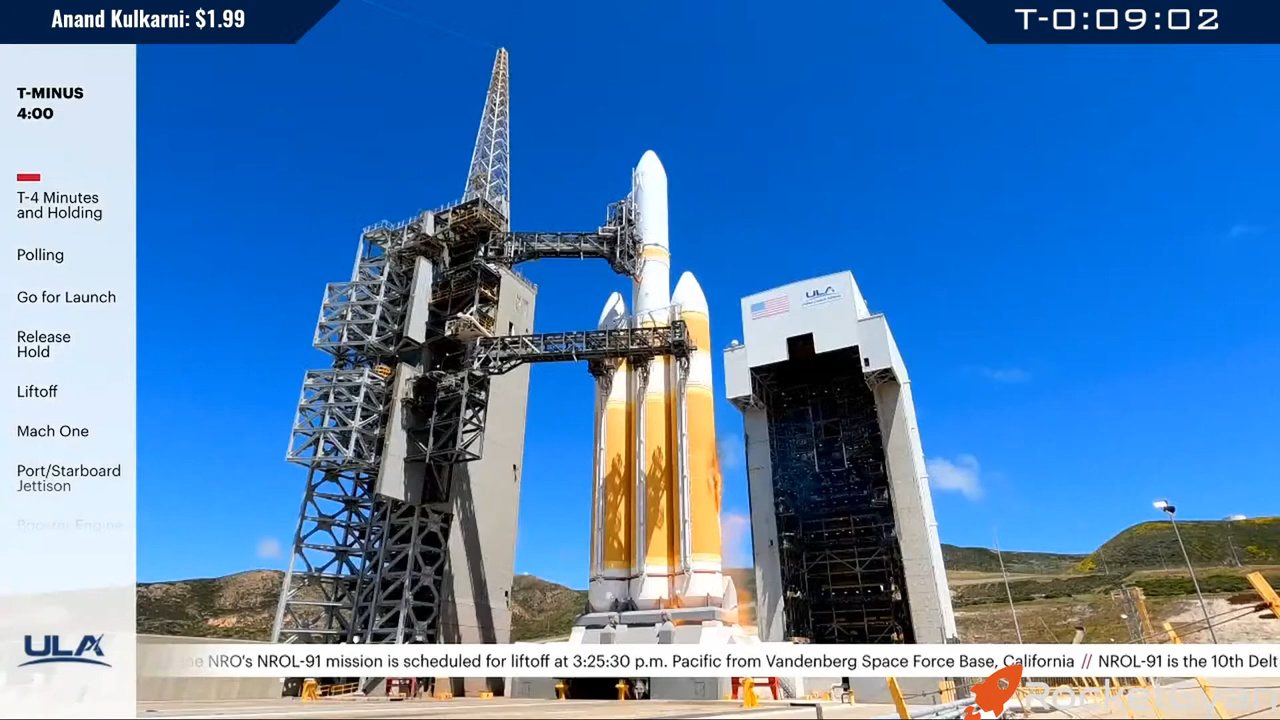 Anand Kulkarni: $1.99
T-0:09:02
T-MINUS
4:00
T-4 Minutes
and Holding
Polling
Go for Launch
Release
Hold
Liftoff
Mach One
Port/Starboard
Jettison
Booster Engine
ULA
ULA
NRO's NROL-91 mission is scheduled for liftoff at 3:25:30 p.m. Pacific from Vandenberg Space Force Base, California // NROL-91 is the 10th Delt